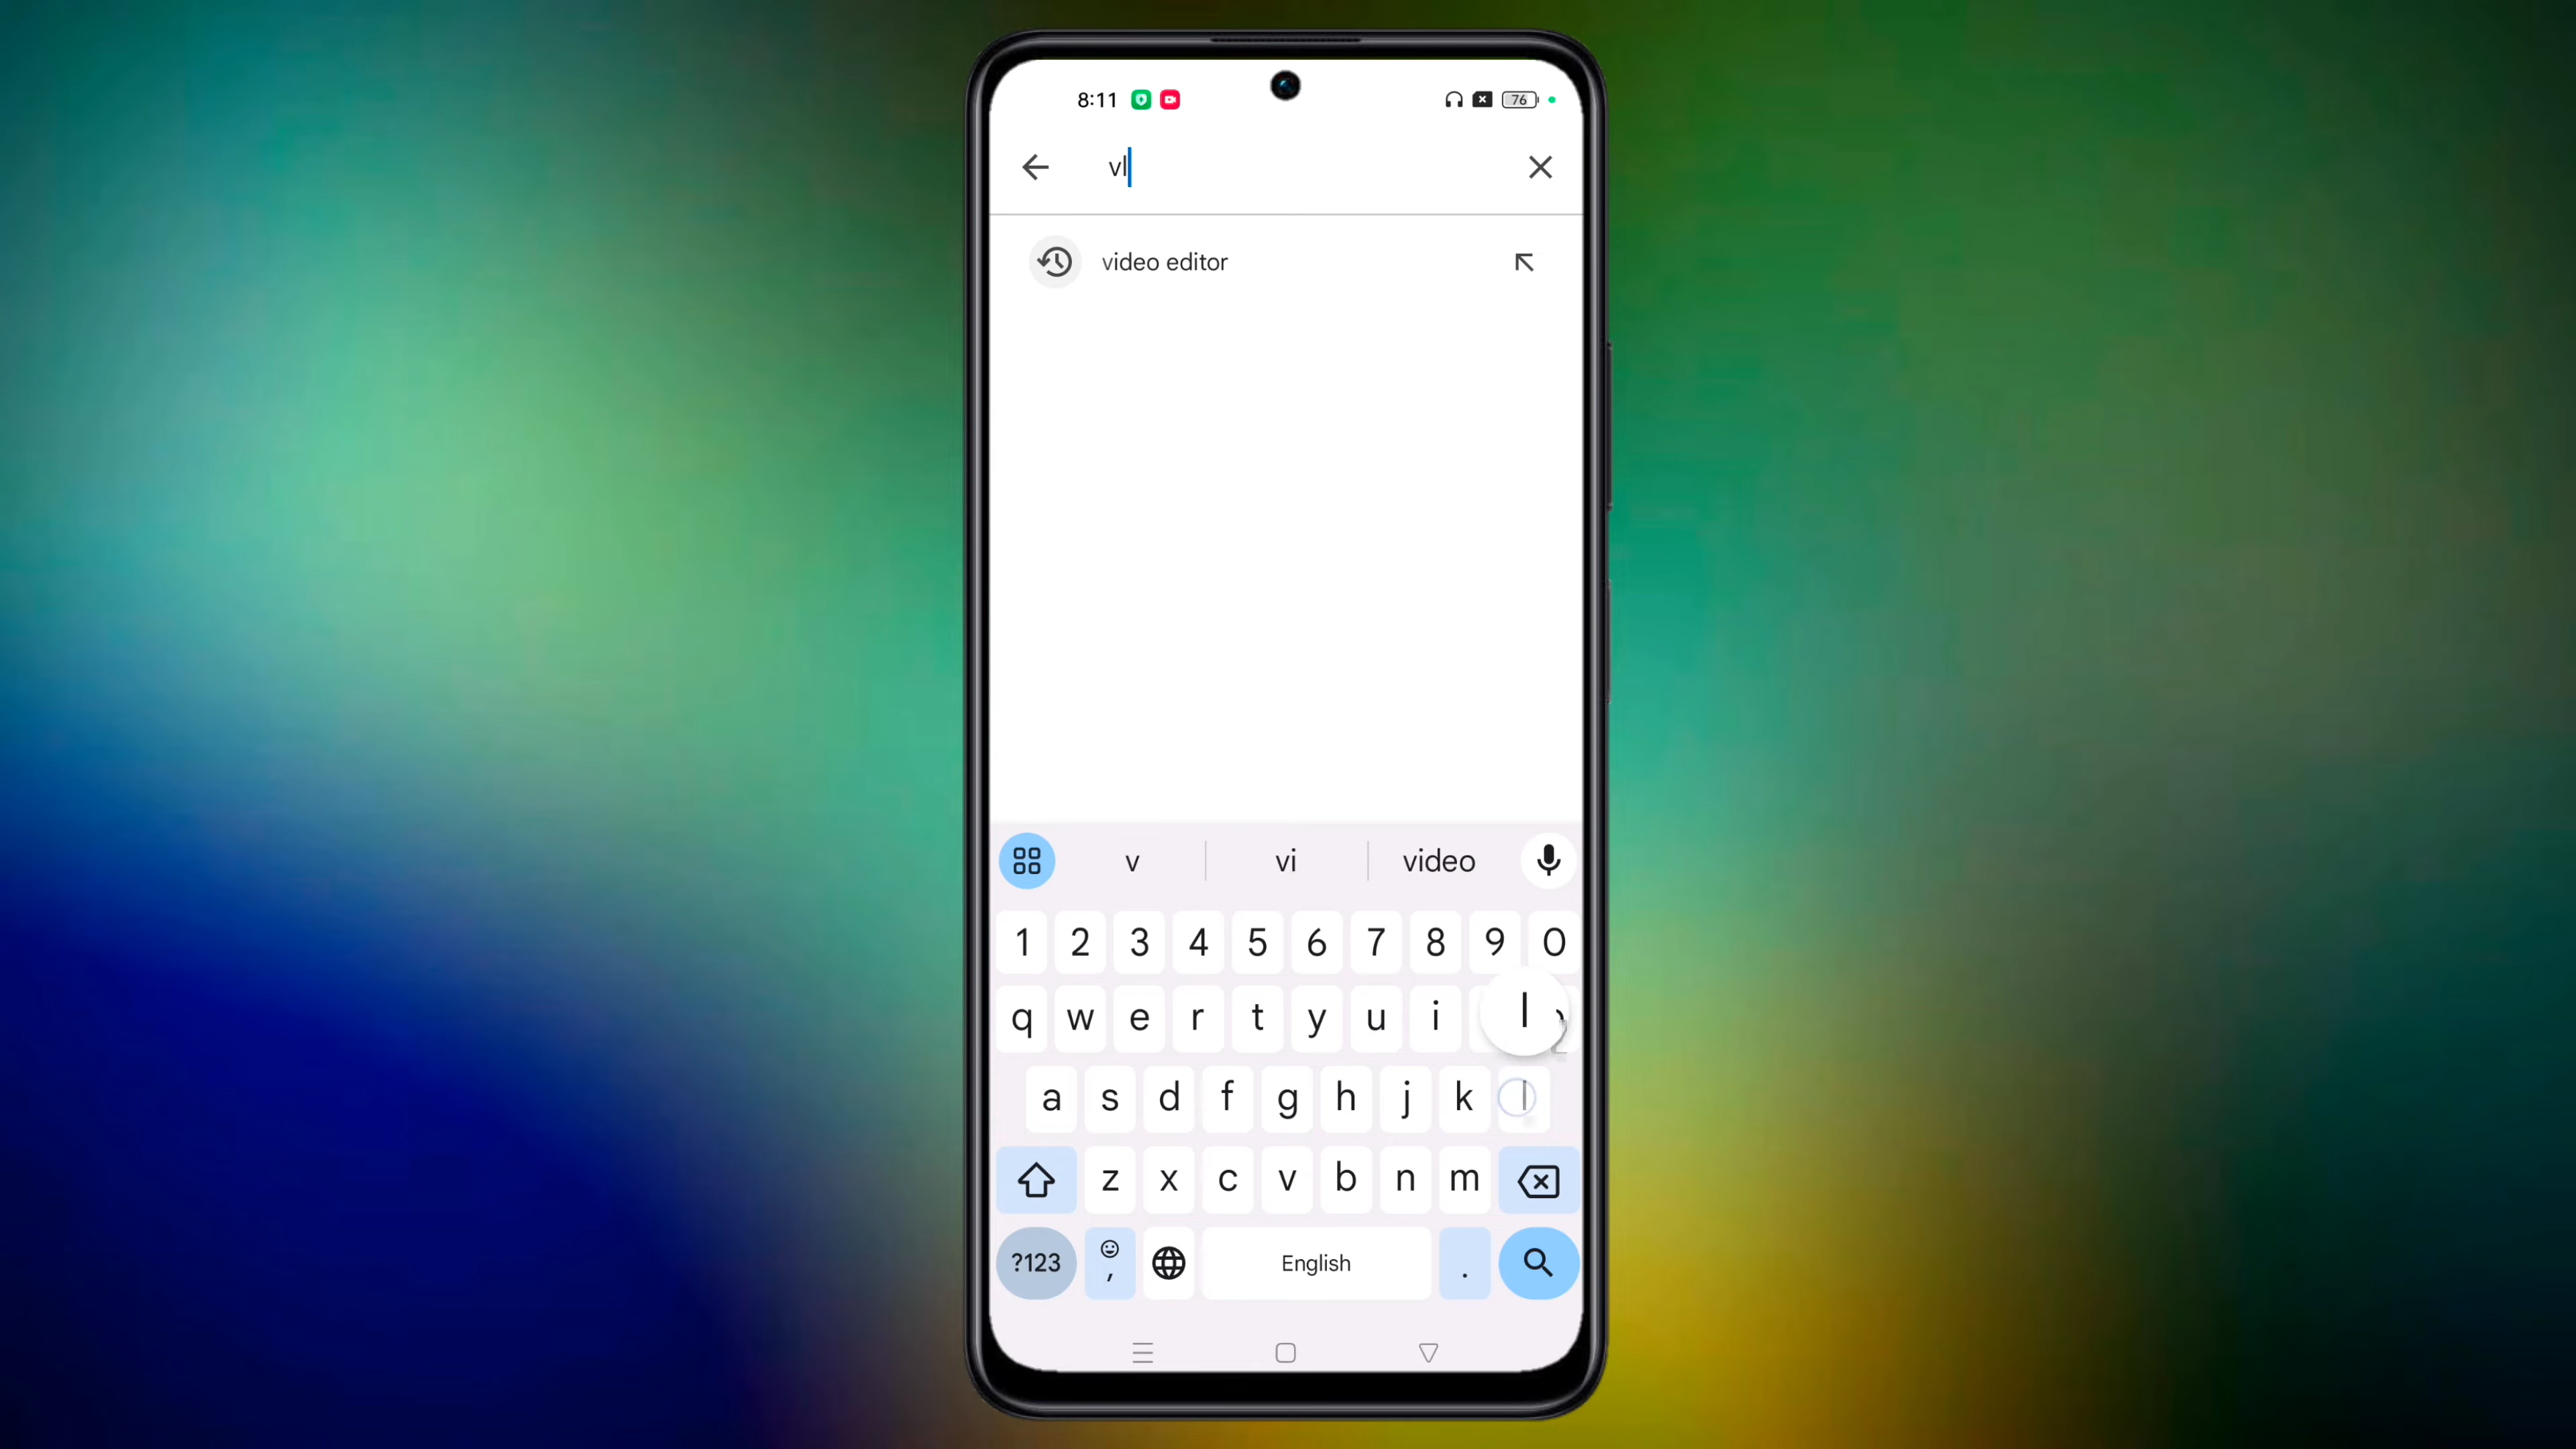 8:11 76
vl
video editor
v vi video
1 2 3 4 5 6 7 8 9 0
q w e r t y u i l
a s d f g h j k l
z x c v b n m
?123 , English .